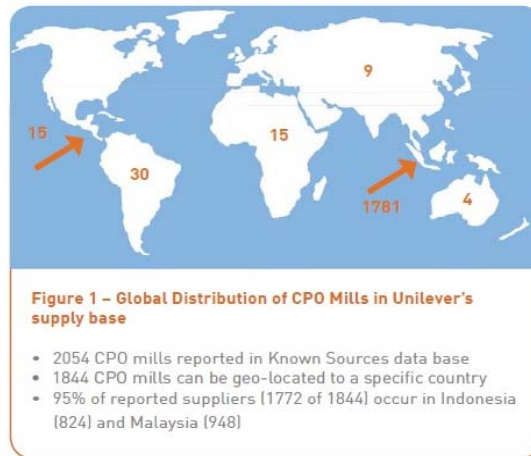 9
15
15
30
1781
4
Figure 1 – Global Distribution of CPO Mills in Unilever's
supply base
• 2054 CPO mills reported in Known Sources data base
• 1844 CPO mills can be geo-located to a specific country
• 95% of reported suppliers (1772 of 1844) occur in Indonesia
(824) and Malaysia (948)